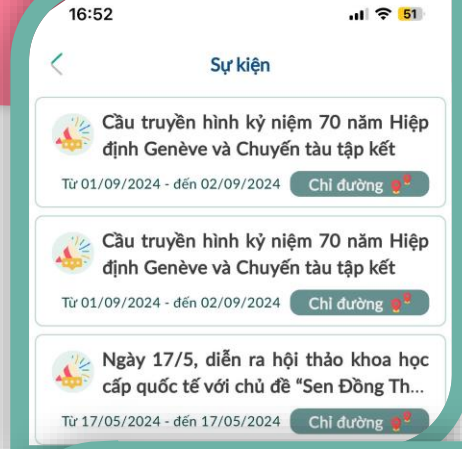 16:52
51
Sự kiện
Cầu truyền hình kỷ niệm 70 năm Hiệp
định Genève và Chuyến tàu tập kết
Từ 01/09/2024 - đến 02/09/2024 Chỉ đường
Cầu truyền hình kỷ niệm 70 năm Hiệp
định Genève và Chuyến tàu tập kết
Từ 01/09/2024 - đến 02/09/2024 Chỉ đường
Ngày 17/5, diễn ra hội thảo khoa học
cấp quốc tế với chủ đề “Sen Đồng Th...
Từ 17/05/2024 - đến 17/05/2024 Chỉ đường